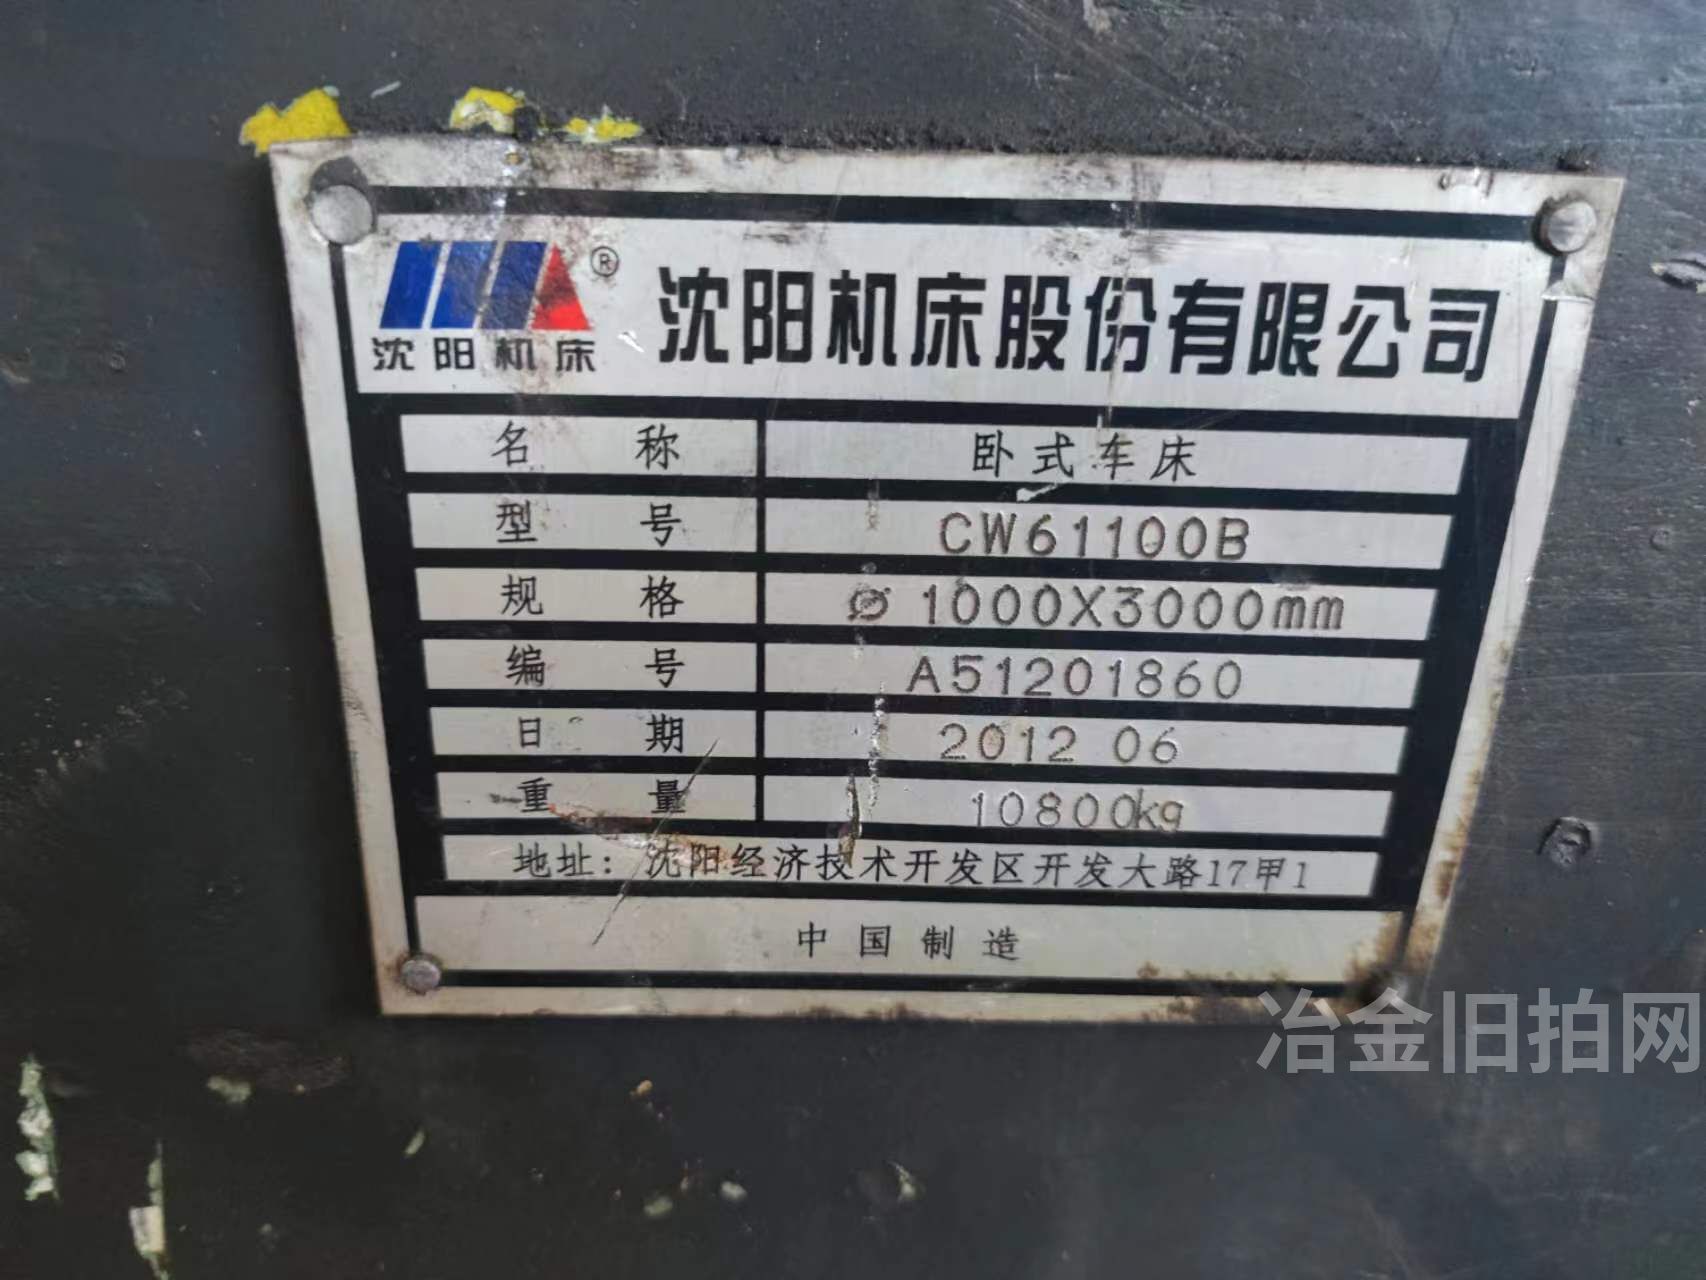 沈阳机床® 沈阳机床股份有限公司
名称 卧式车床
型号 CW61100B
规格 ⌀1000X3000mm
编号 A51201860
日期 2012 06
重量 10800kg
地址：沈阳经济技术开发区开发大路17甲1
中国制造
冶金旧拍网